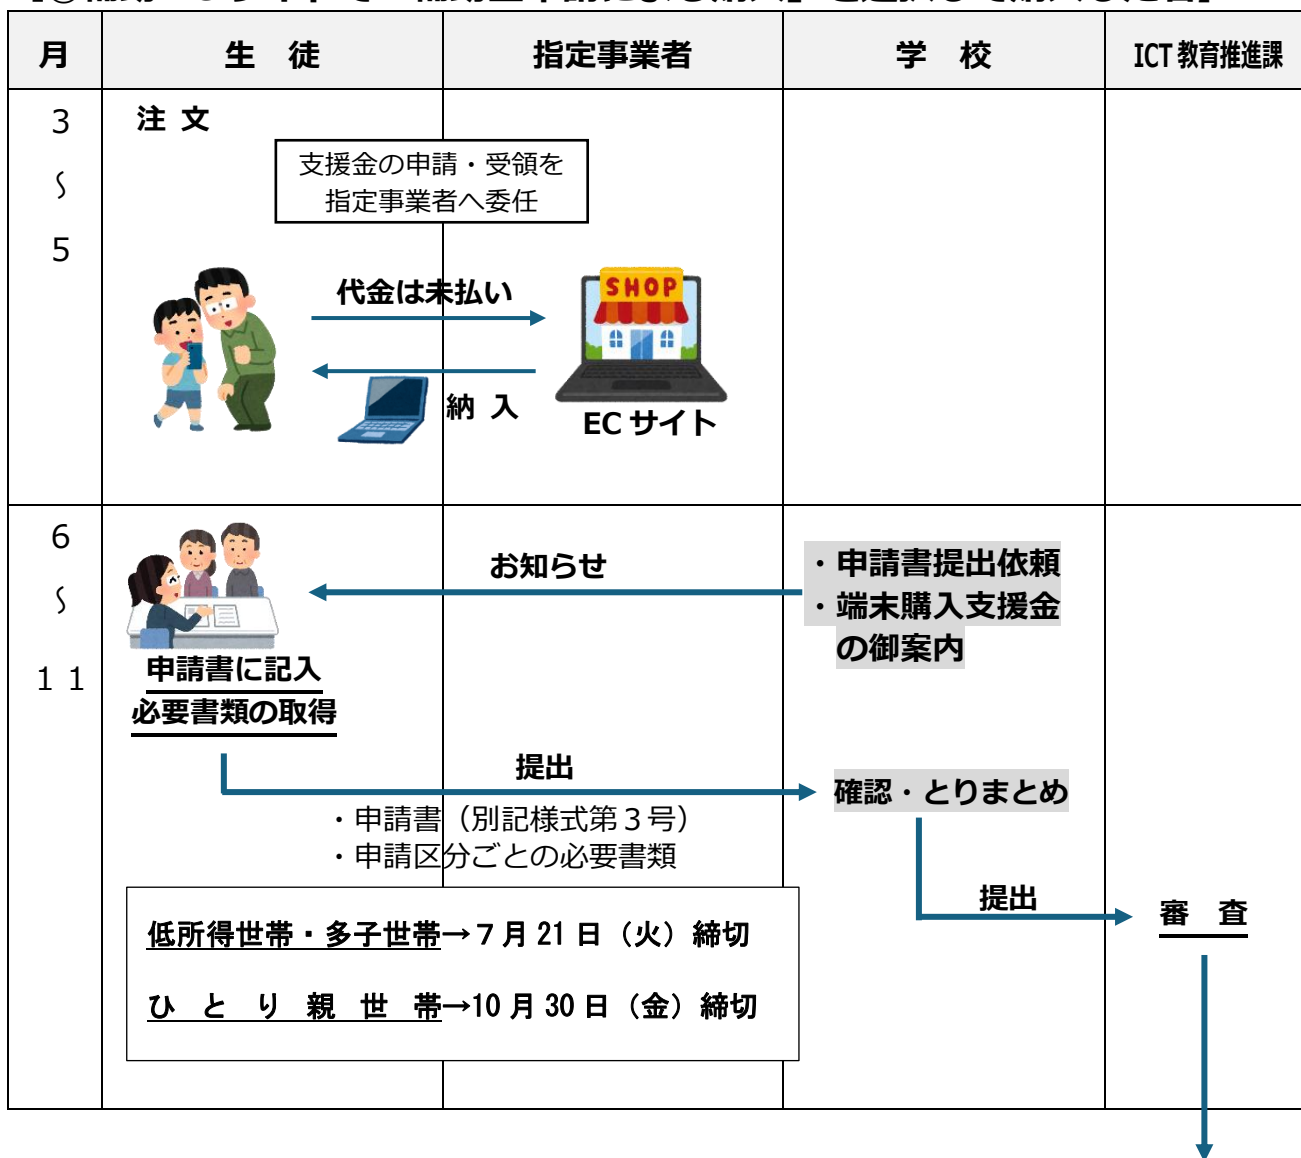 月
生　徒
指定事業者
学　校
ICT 教育推進課
3
〜
5
注 文
支援金の申請・受領を
指定事業者へ委任
代金は未払い
SHOP
納 入
EC サイト
6
〜
11
お知らせ
・申請書提出依頼
・端末購入支援金
の御案内
申請書に記入
必要書類の取得
提出
確認・とりまとめ
・申請書（別記様式第３号）
・申請区分ごとの必要書類
提出
審　査
低所得世帯・多子世帯→７月 21 日（火）締切
ひ と り 親 世 帯→10 月 30 日（金）締切